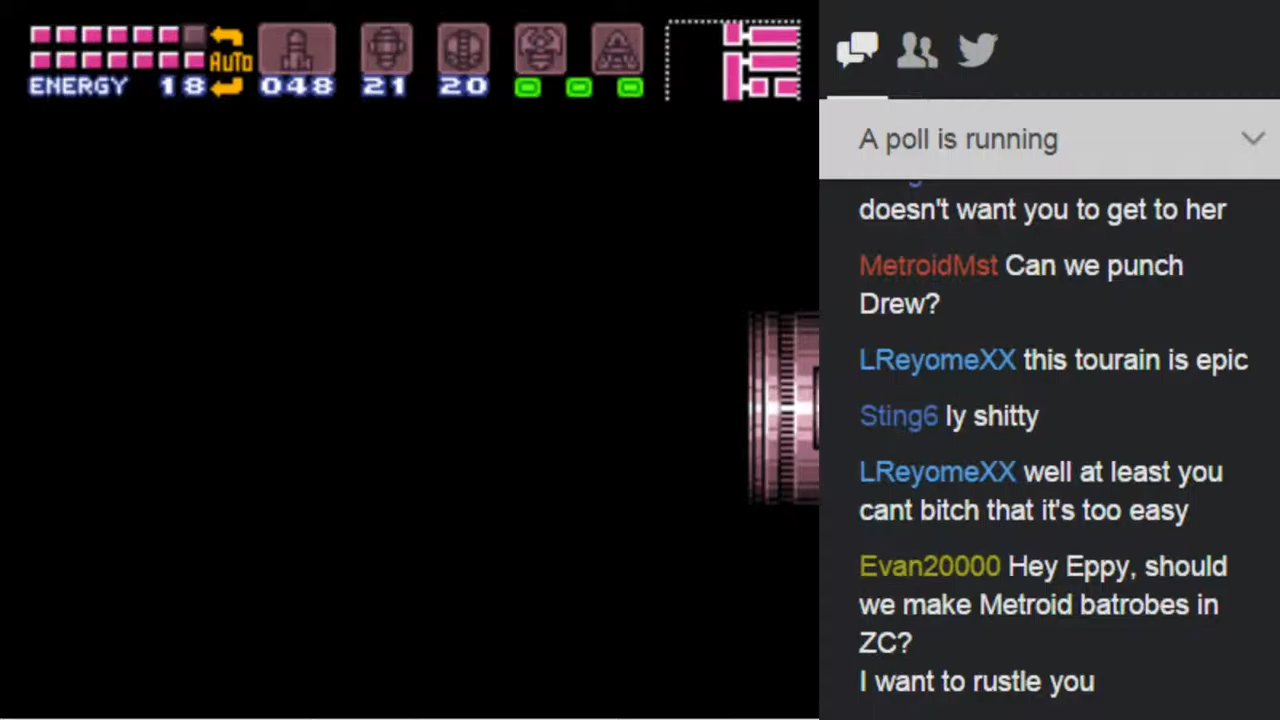 AUTO
ENERGY 18 048 21 20
A poll is running
doesn't want you to get to her
MetroidMst Can we punch
Drew?
LReyomeXX this tourain is epic
Sting6 ly shitty
LReyomeXX well at least you
cant bitch that it's too easy
Evan20000 Hey Eppy, should
we make Metroid batrobes in
ZC?
I want to rustle you